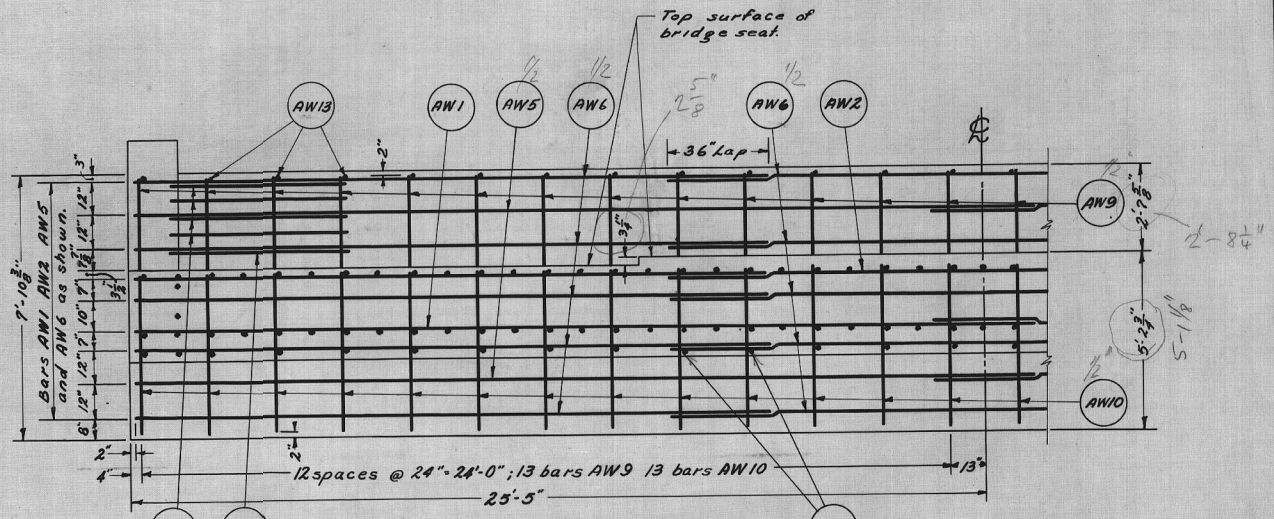 Top surface of
bridge seat.
1/2
1/2
1/2
2 5/8"
AW13
AW1
AW5
AW6
AW6
AW2
36" Lap
2"
3"
12"
12"
7"
10"
7"
12"
12"
8"
3 1/2"
7'-10 3/8"
Bars AW1 AW2 AW5
and AW6 as shown.
3 1/4"
1/2"
AW9
2'-7 5/8"
2'-8 1/4"
5'-2 3/4"
5-1 1/8"
1/2"
AW10
2"
4"
2"
12 spaces @ 24"=24'-0"; 13 bars AW9 13 bars AW10
13"
25'-5"